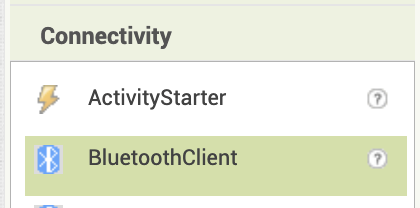 Connectivity
ActivityStarter ?
BluetoothClient ?